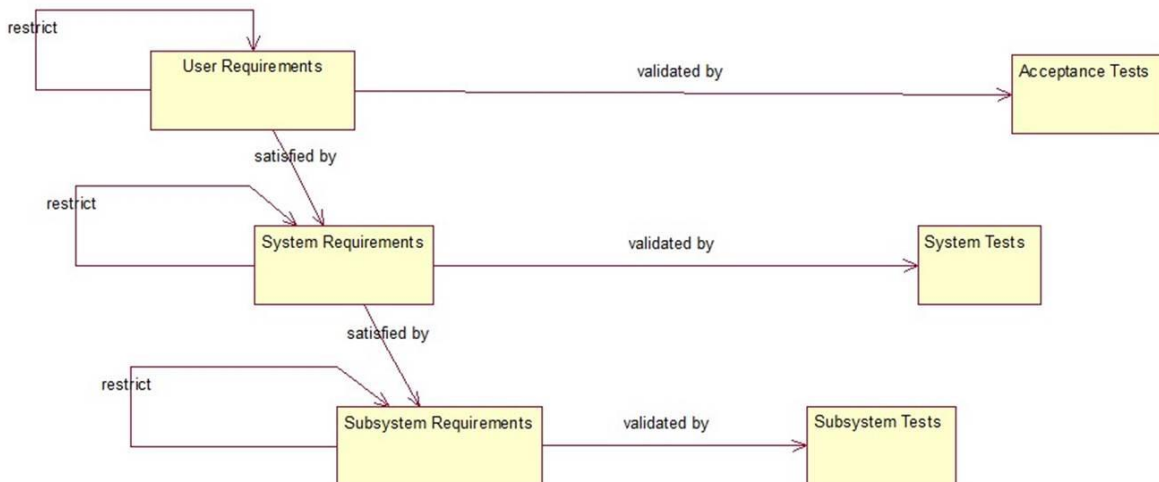 restrict
User Requirements
validated by
Acceptance Tests
satisfied by
restrict
System Requirements
validated by
System Tests
satisfied by
restrict
Subsystem Requirements
validated by
Subsystem Tests